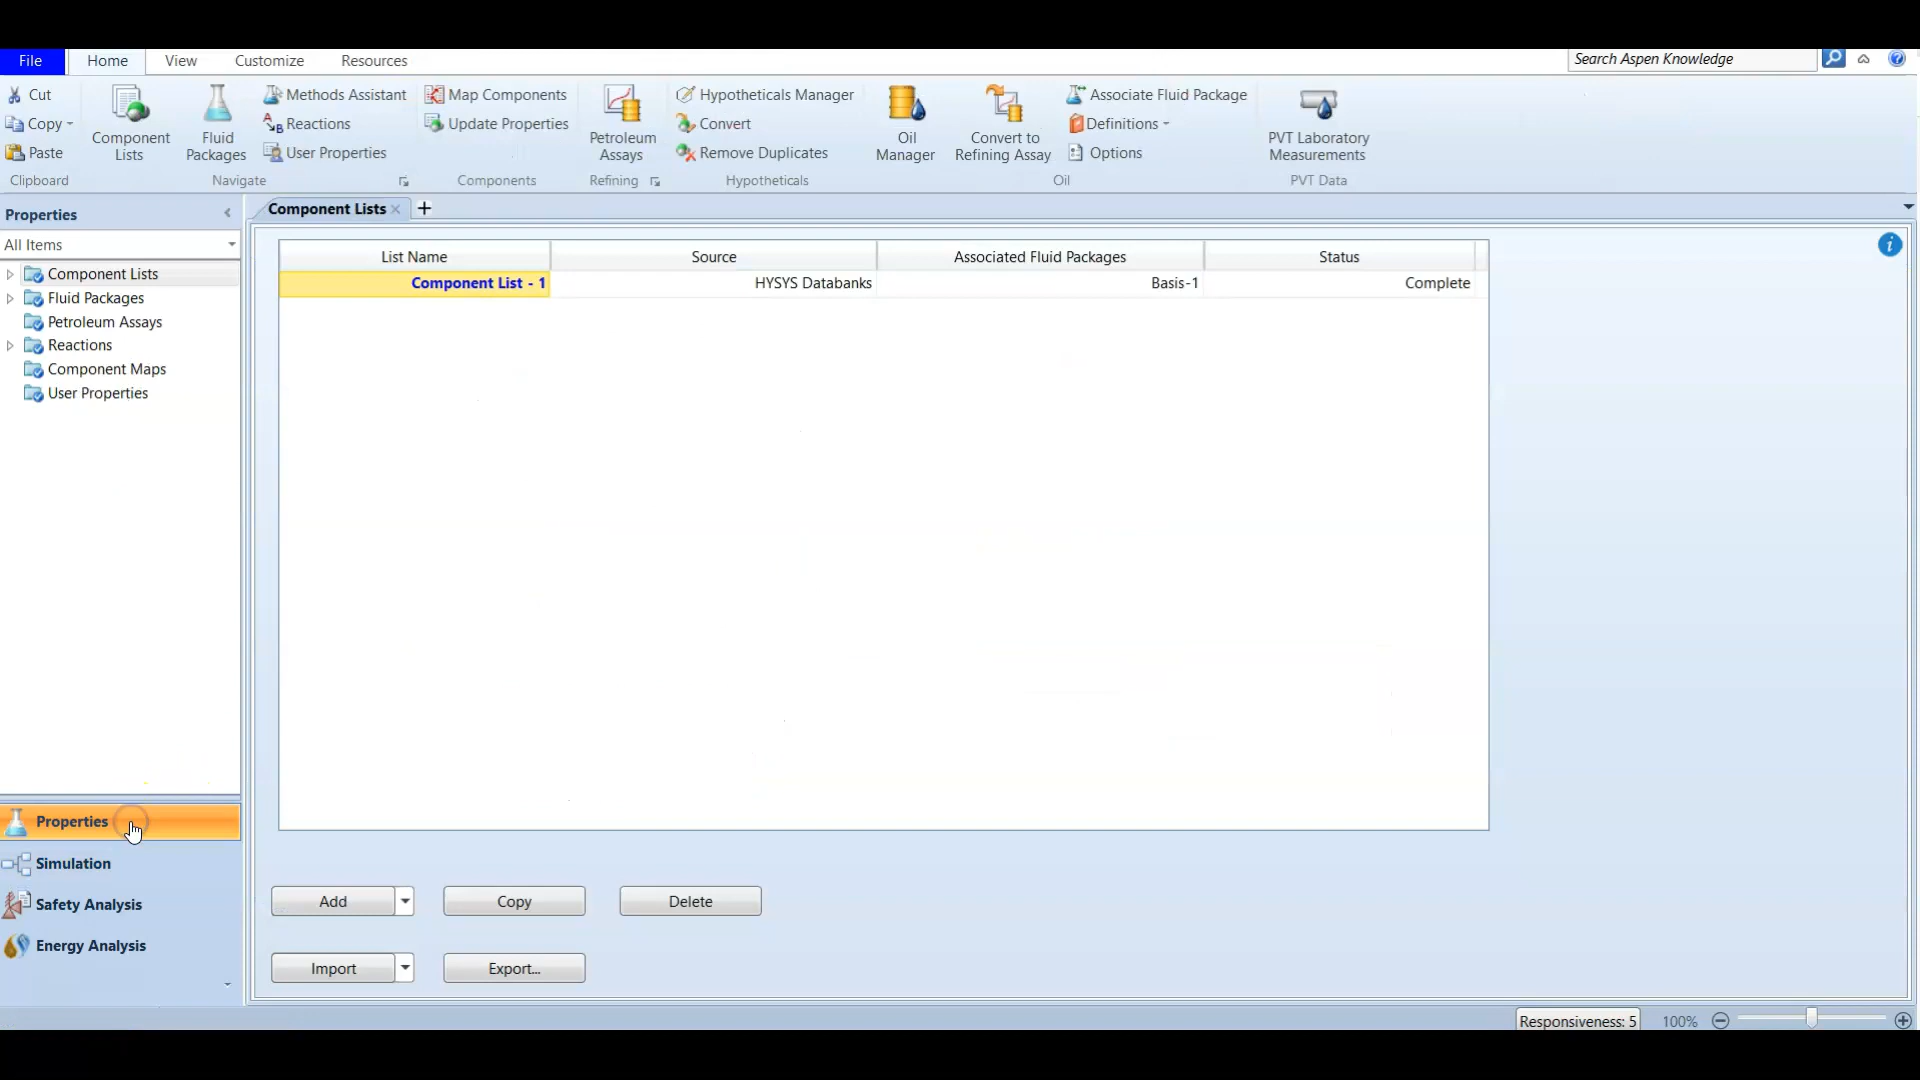 File Home View Customize Resources Search Aspen Knowledge
Cut Methods Assistant Map Components Hypotheticals Manager Associate Fluid Package
Copy Reactions Update Properties Convert Definitions
Paste User Properties Remove Duplicates Options
Component Lists
Fluid Packages
Petroleum Assays
Oil Manager
Convert to Refining Assay
PVT Laboratory Measurements
Clipboard Navigate Components Refining Hypotheticals Oil PVT Data
Properties
All Items
Component Lists
Fluid Packages
Petroleum Assays
Reactions
Component Maps
User Properties
Properties
Simulation
Safety Analysis
Energy Analysis
Component Lists
List Name Source Associated Fluid Packages Status
Component List - 1 HYSYS Databanks Basis-1 Complete
Add Copy Delete
Import Export...
Responsiveness: 5 100%